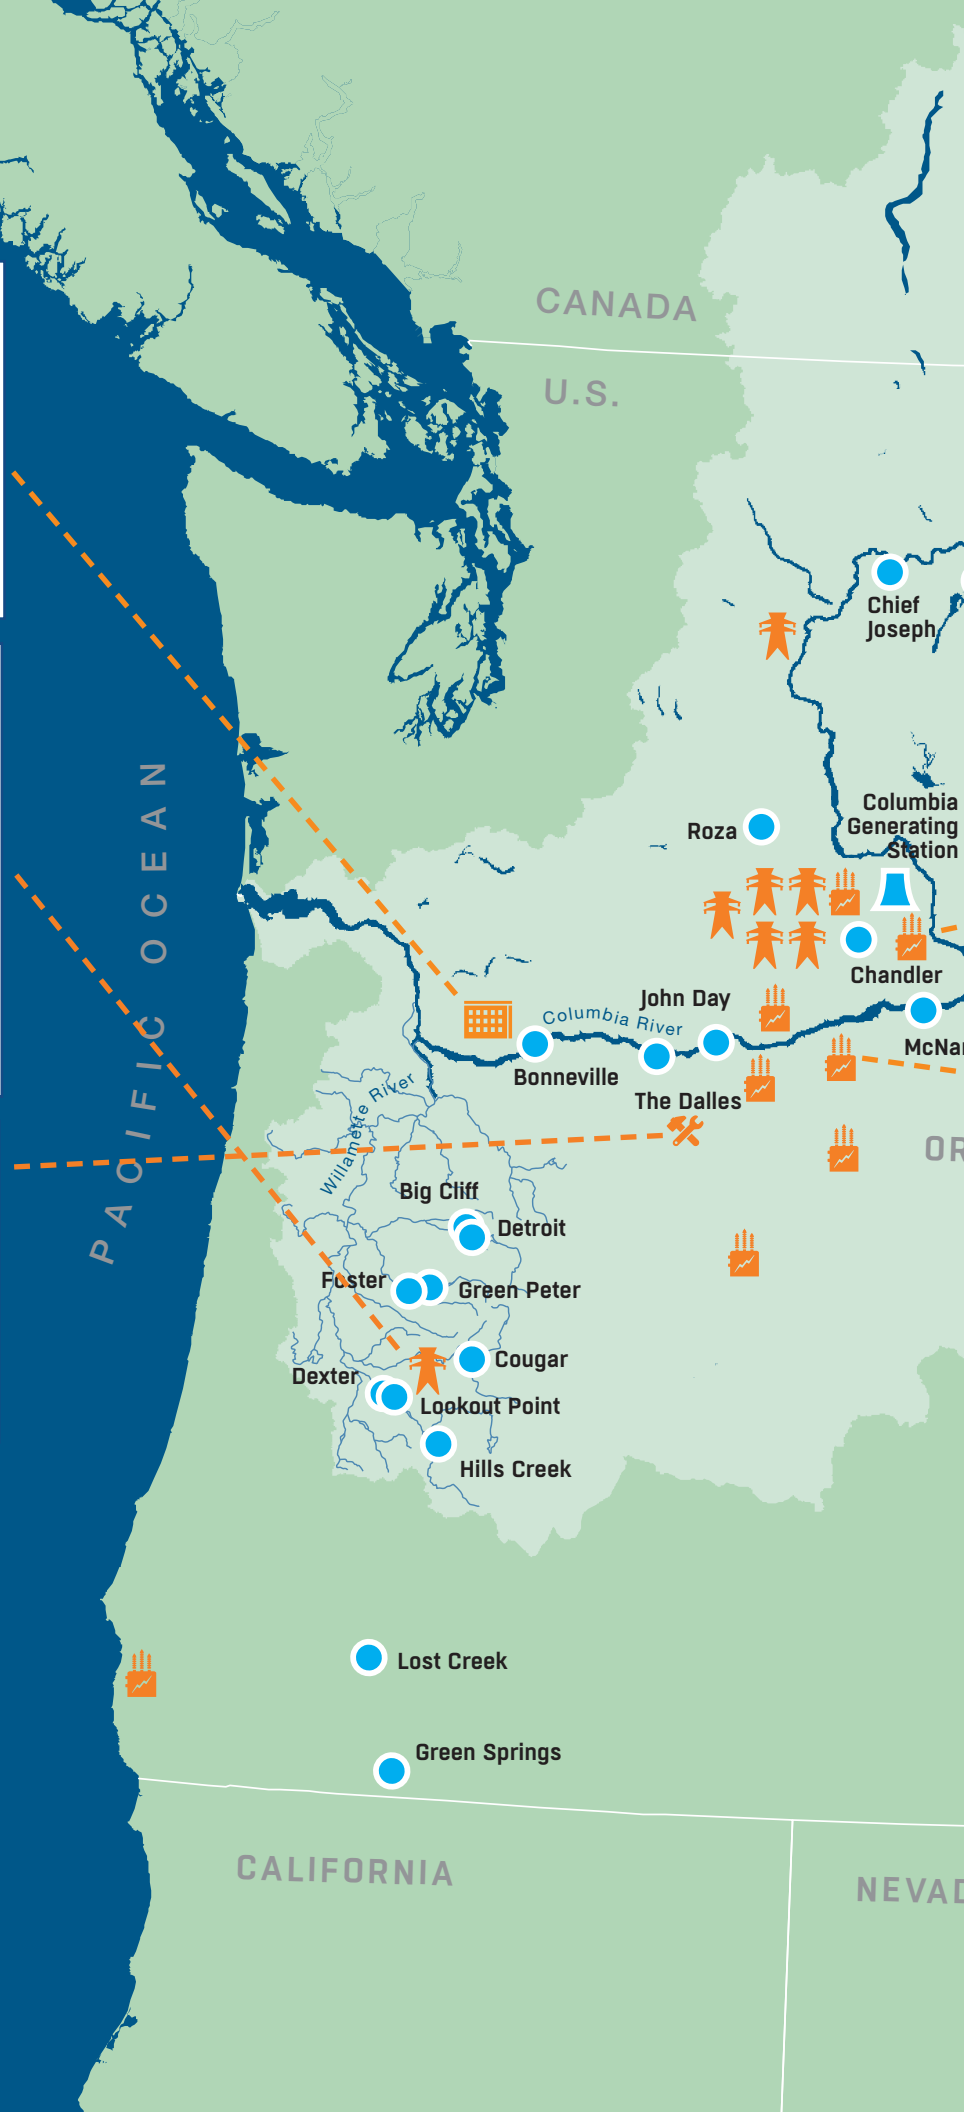 CANADA
U.S.
Chief
Joseph
PACIFIC OCEAN
Columbia
Generating
Station
Roza
Chandler
John Day
Columbia River
McNar
Bonneville
The Dalles
Willamette River
OR
Big Cliff
Detroit
Foster
Green Peter
Cougar
Dexter
Lookout Point
Hills Creek
Lost Creek
Green Springs
CALIFORNIA
NEVAD